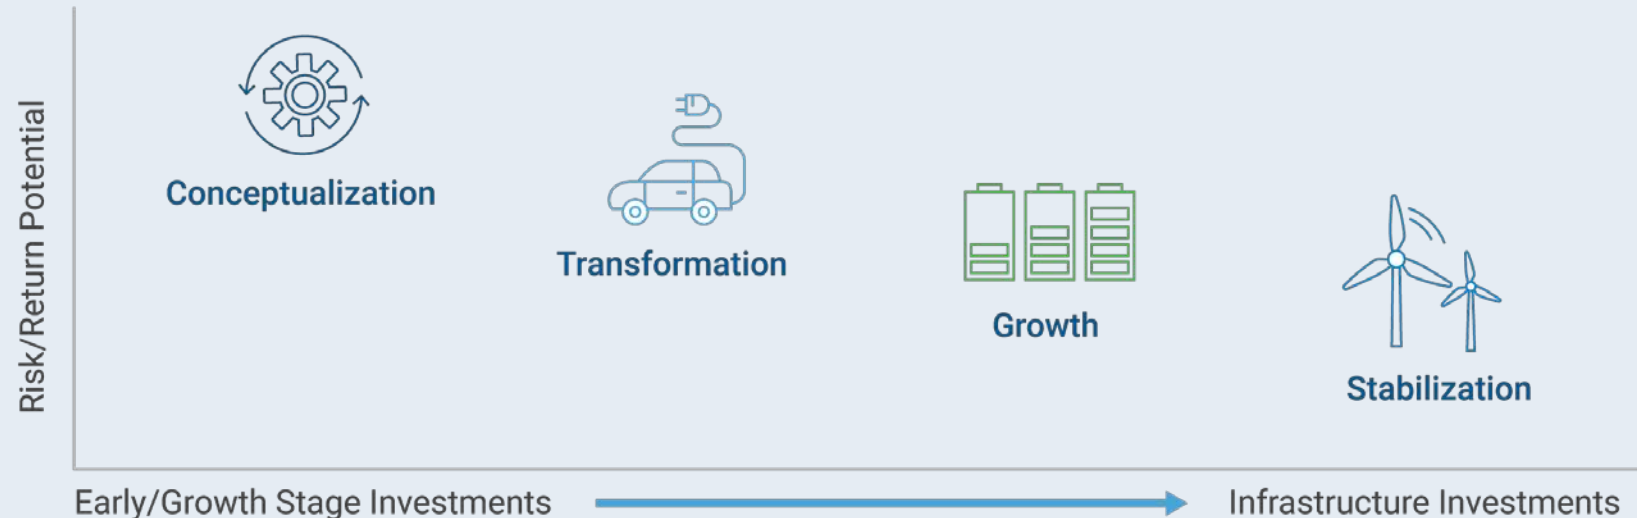 Risk/Return Potential
Conceptualization
Transformation
Growth
Stabilization
Early/Growth Stage Investments
Infrastructure Investments